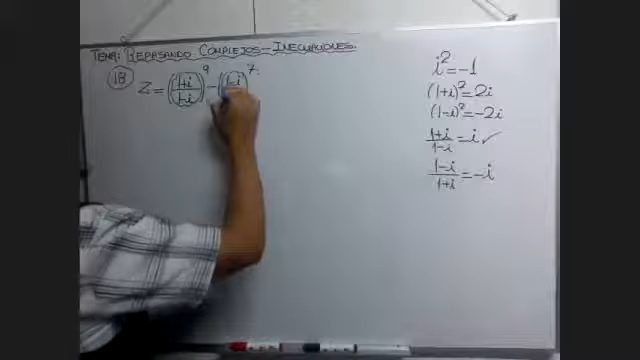 TEMA: REPASANDO COMPLEJOS - INECUACIONES.
18 Z = ((1+i)/(1-i))^9 - ((1-i)/ )^7
i² = -1
(1+i)² = 2i
(1-i)² = -2i
(1+i)/(1-i) = i ✓
(1-i)/(1+i) = -i